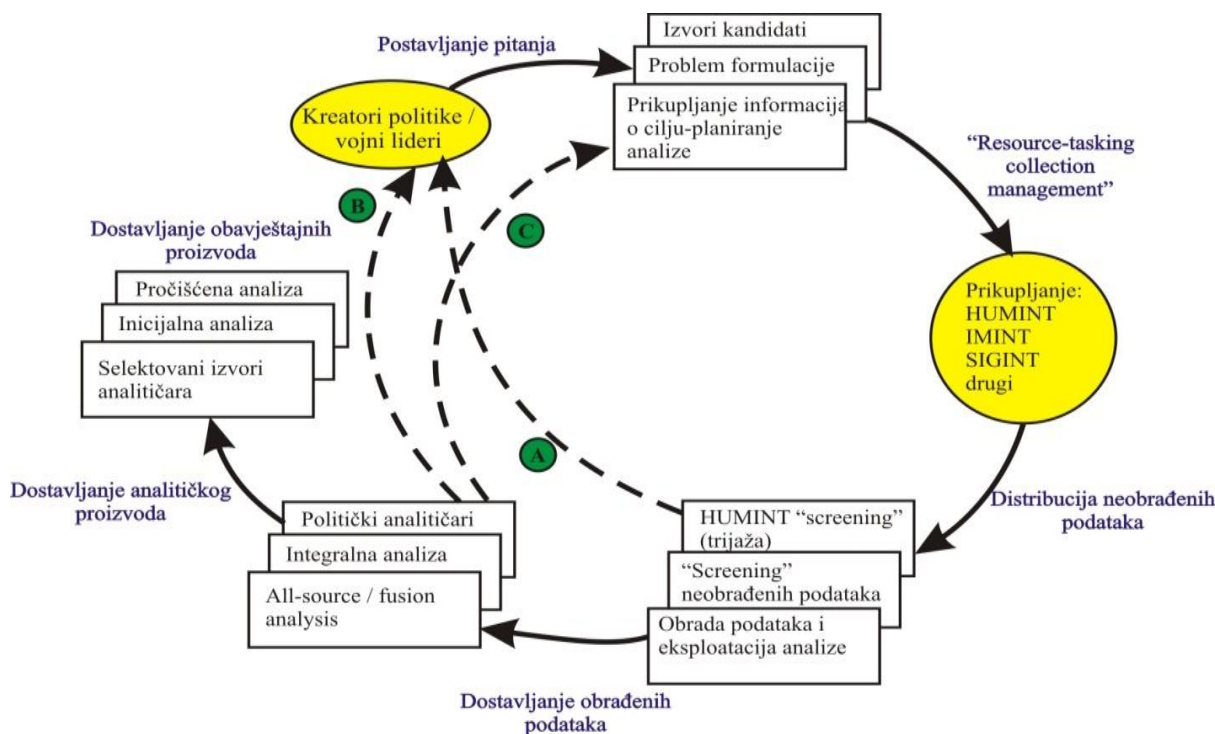 Postavljanje pitanja
Izvori kandidati
Problem formulacije
Prikupljanje informacija
o cilju-planiranje
analize
Kreatori politike /
vojni lideri
“Resource-tasking
collection
management”
B
C
Dostavljanje obavještajnih
proizvoda
Pročišćena analiza
Inicijalna analiza
Selektovani izvori
analitičara
Prikupljanje:
HUMINT
IMINT
SIGINT
drugi
A
Dostavljanje analitičkog
proizvoda
Politički analitičari
Integralna analiza
All-source / fusion
analysis
HUMINT “screening”
(trijaža)
“Screening”
neobrađenih podataka
Obrada podataka i
eksploatacija analize
Distribucija neobrađenih
podataka
Dostavljanje obrađenih
podataka